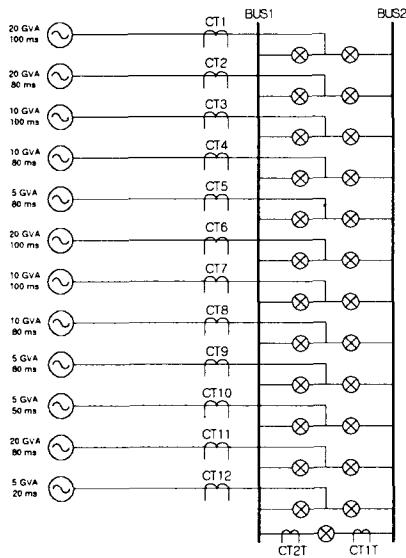 BUS1 BUS2
20 GVA CT1
100 ms
20 GVA CT2
80 ms
10 GVA CT3
100 ms
10 GVA CT4
80 ms
5 GVA CT5
80 ms
20 GVA CT6
100 ms
10 GVA CT7
100 ms
10 GVA CT8
80 ms
5 GVA CT9
80 ms
5 GVA CT10
50 ms
20 GVA CT11
80 ms
5 GVA CT12
20 ms
CT2T CT1T